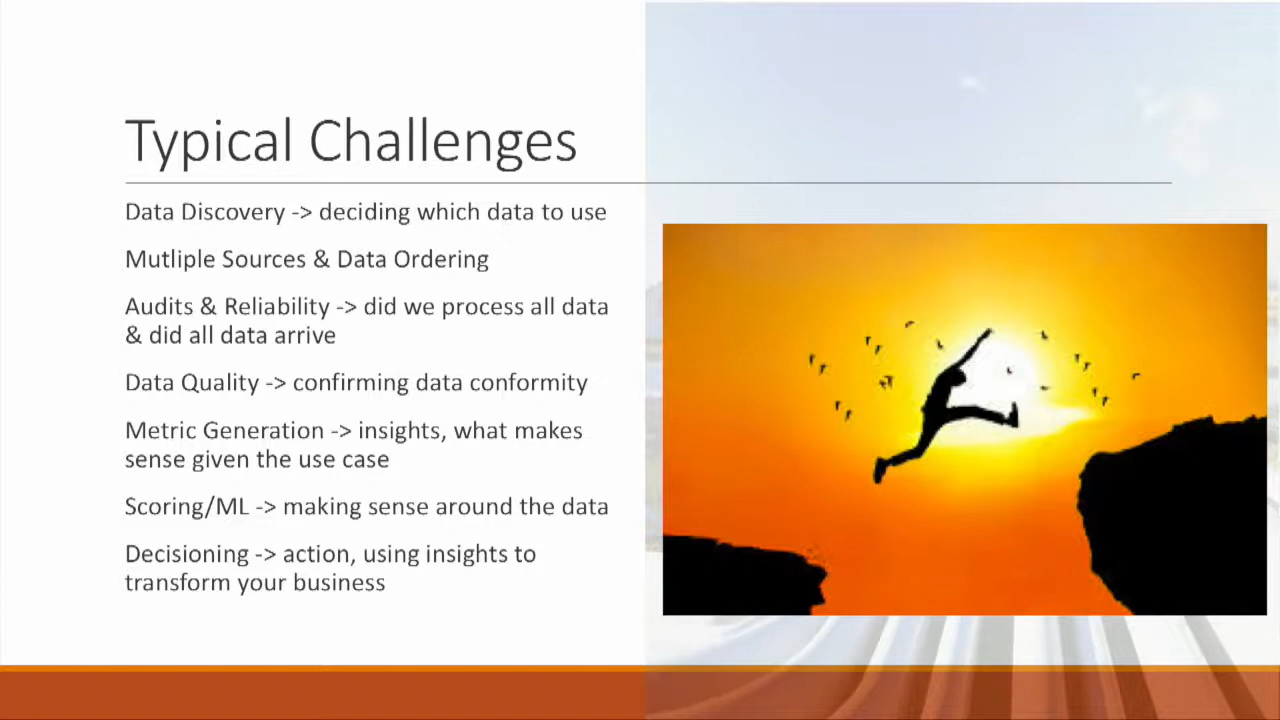 Typical Challenges
Data Discovery -> deciding which data to use
Mutliple Sources & Data Ordering
Audits & Reliability -> did we process all data
& did all data arrive
Data Quality -> confirming data conformity
Metric Generation -> insights, what makes
sense given the use case
Scoring/ML -> making sense around the data
Decisioning -> action, using insights to
transform your business